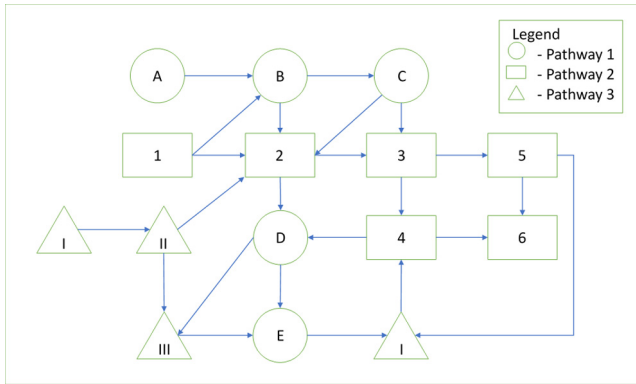 Legend
- Pathway 1
- Pathway 2
- Pathway 3
A
B
C
1
2
3
5
I
II
D
4
6
III
E
I